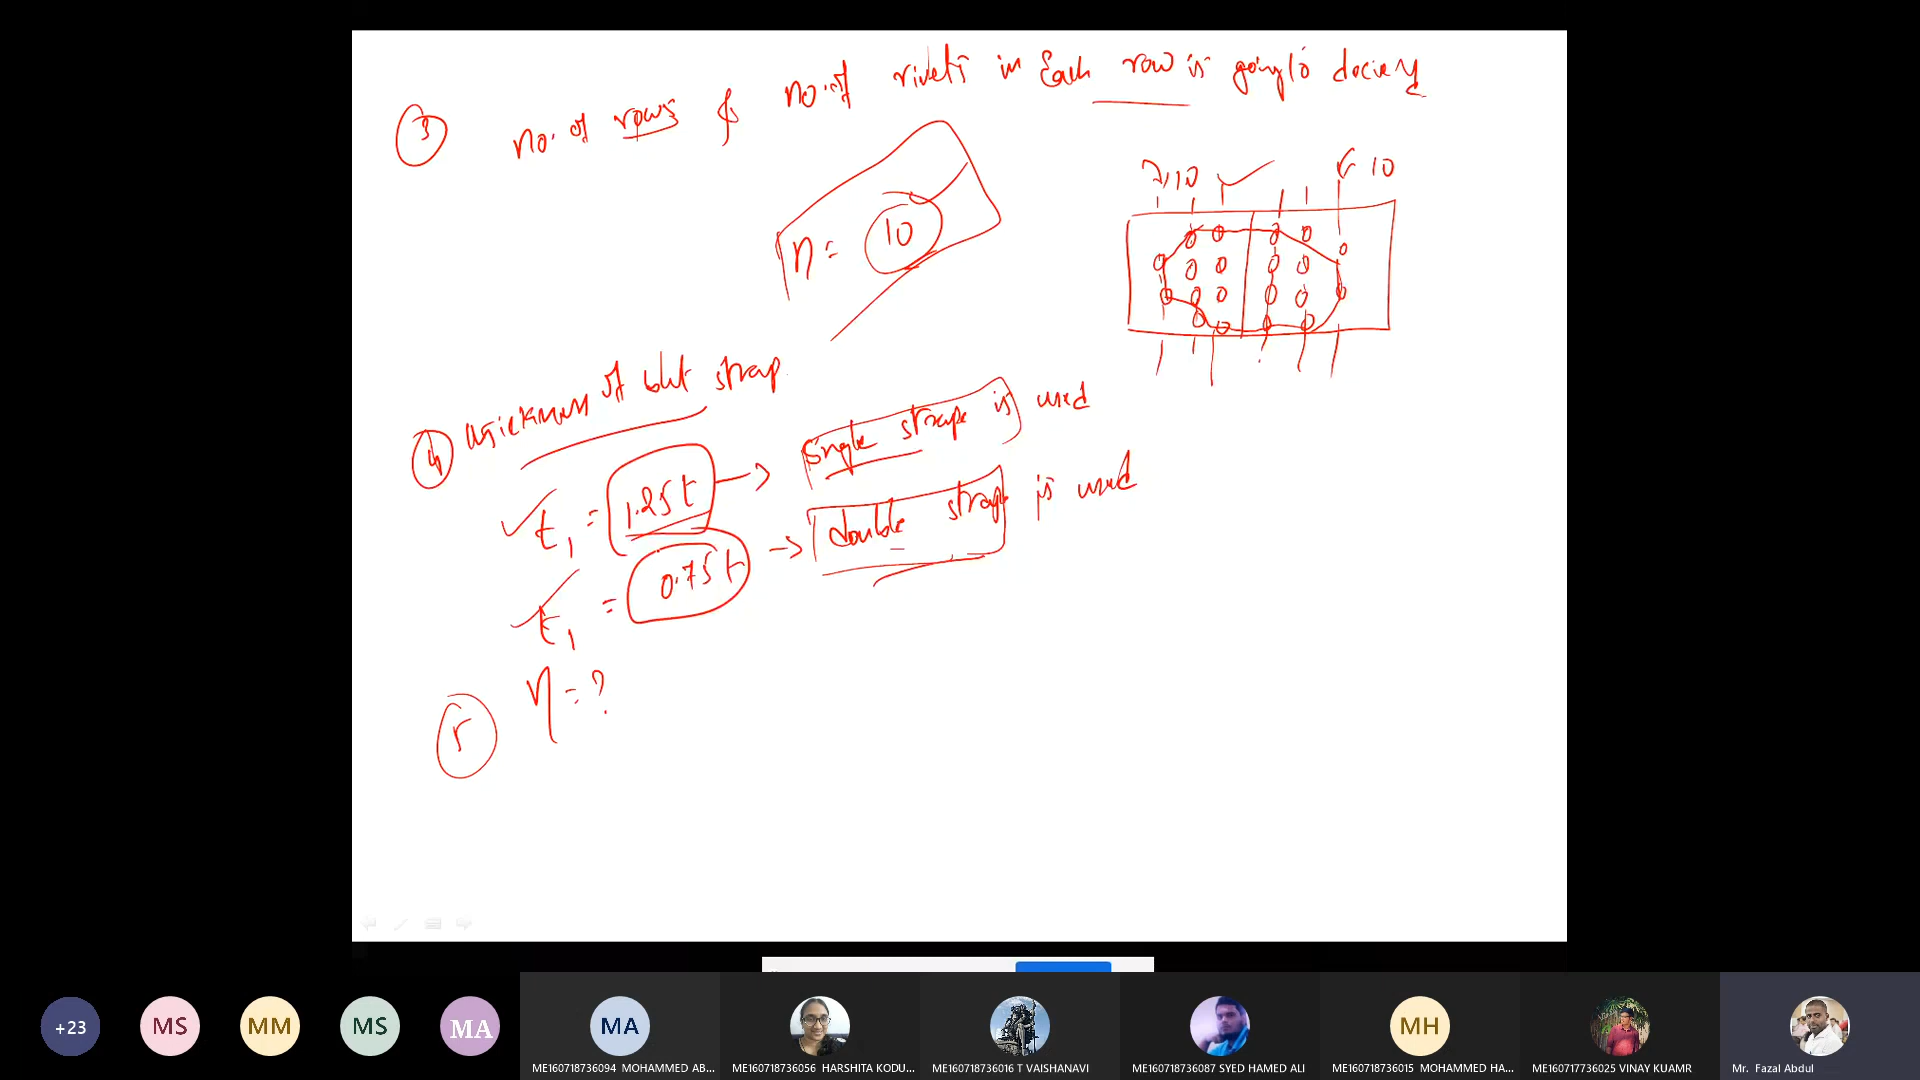 ③ no. of rows & no. of rivets in Each row is going to
n = 10
10
10
④ of but strap
t1 = 1.25t → single strap is used
t1 = 0.75t → double strap is used
5 η = ?
+23
MS
MM
MS
MA
MA
MH
ME160718736094 MOHAMMED AB...
ME160718736056 HARSHITA KODU...
ME160718736016 T VAISHANAVI
ME160718736087 SYED HAMED ALI
ME160718736015 MOHAMMED HA...
ME160717736025 VINAY KUAMR
Mr. Fazal Abdul